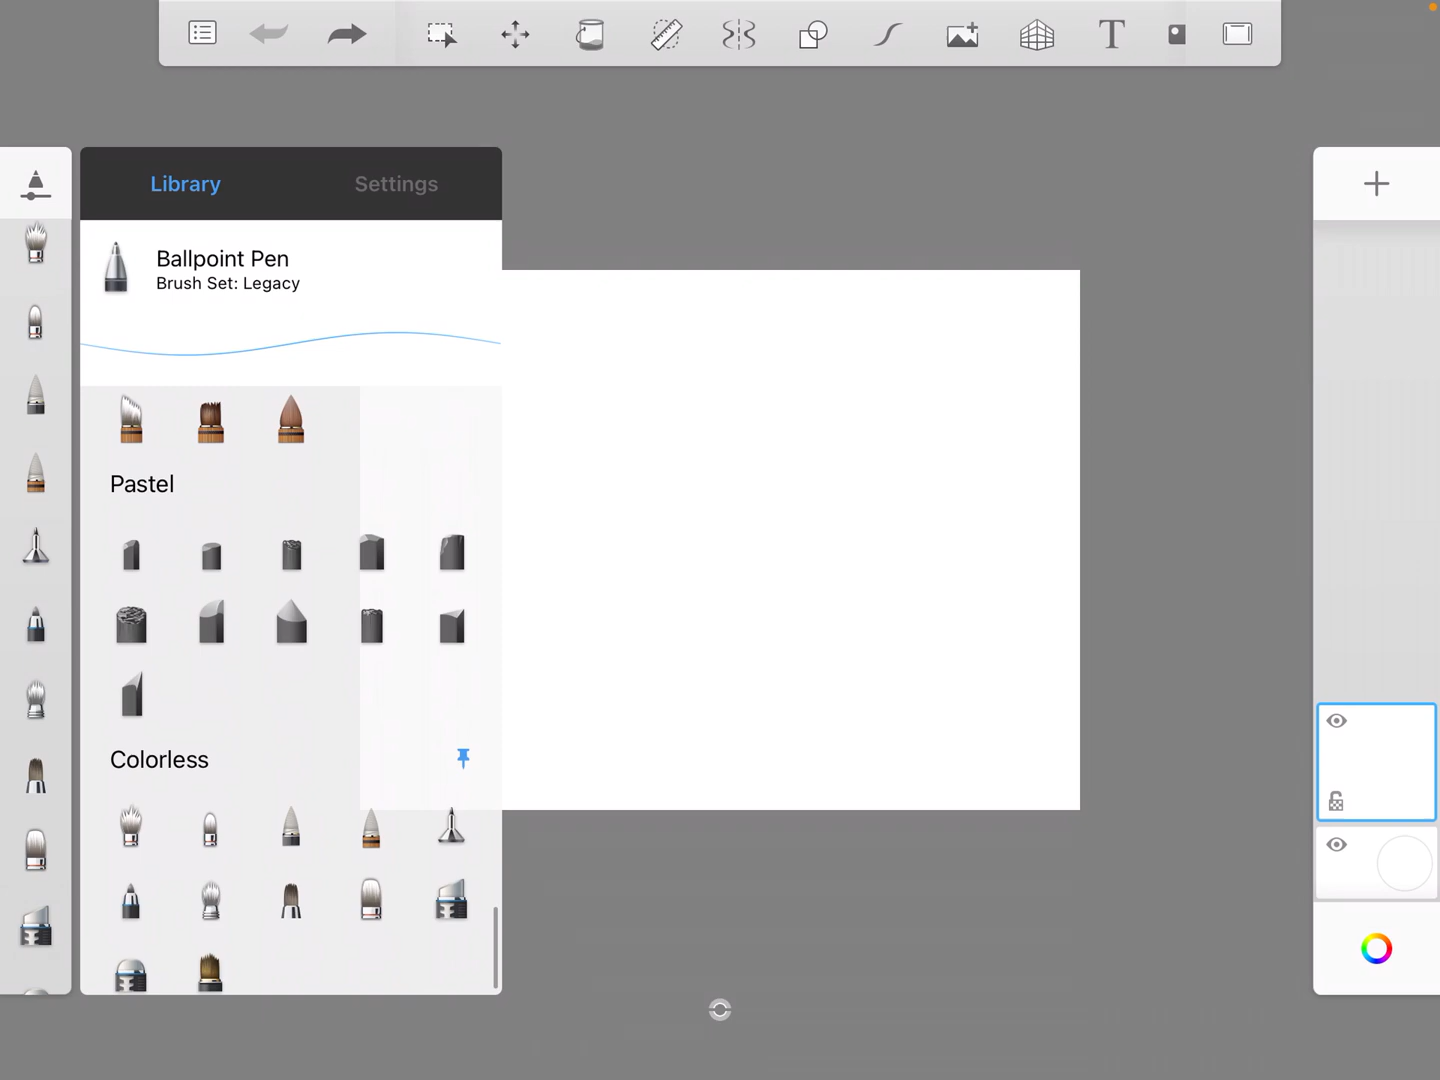 Library
Settings
Ballpoint Pen
Brush Set: Legacy
Pastel
Colorless